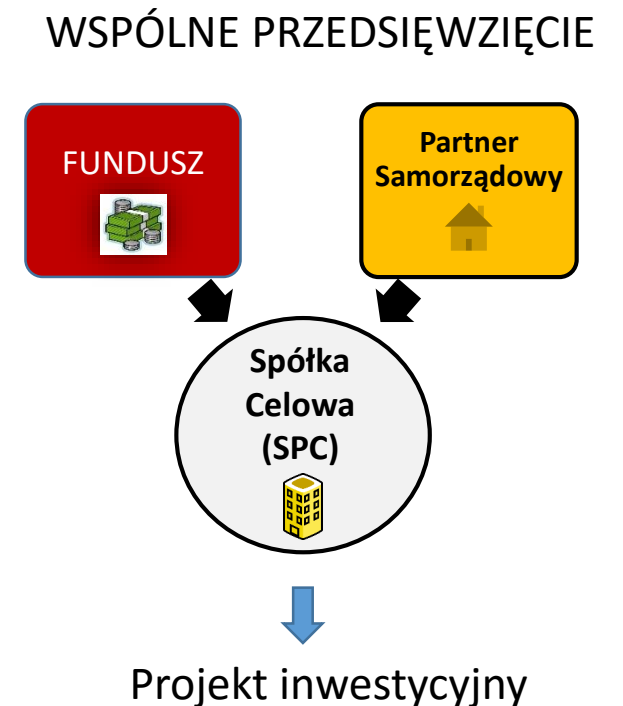 WSPÓLNE PRZEDSIĘWZIĘCIE
FUNDUSZ
Partner
Samorządowy
Spółka
Celowa
(SPC)
Projekt inwestycyjny